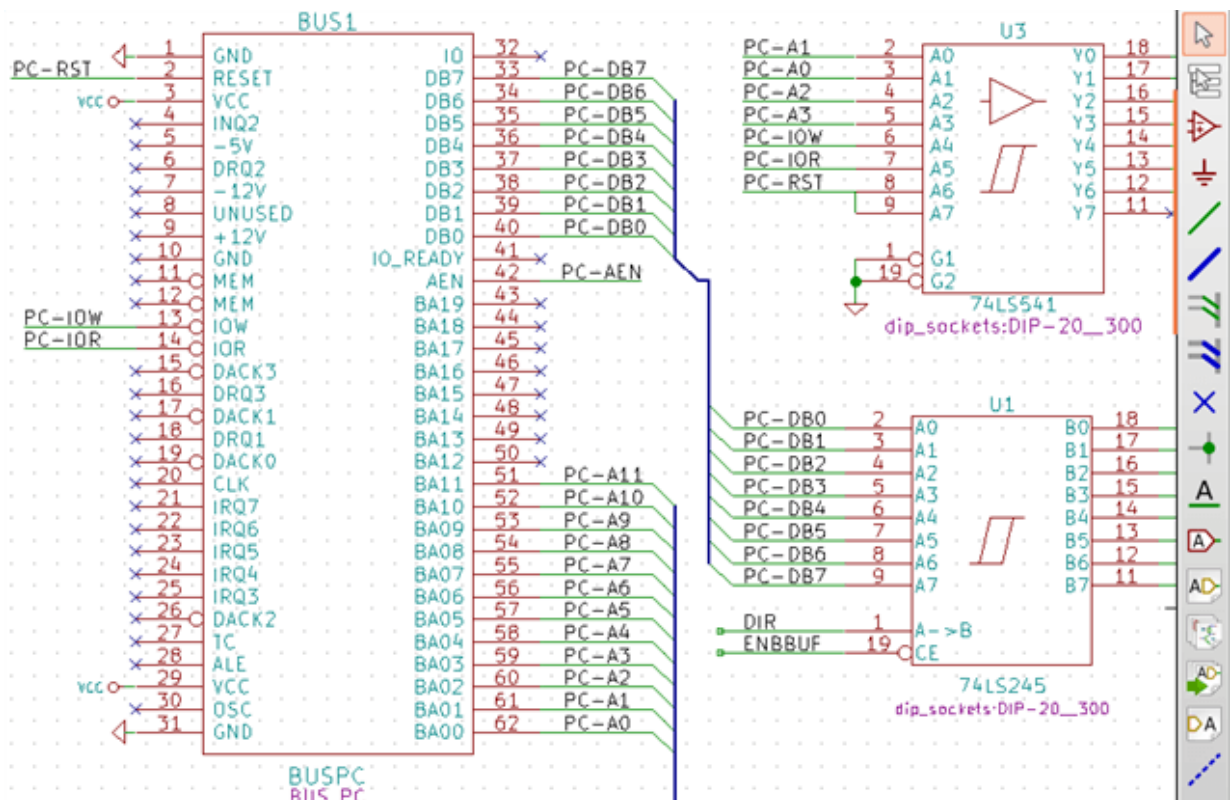 BUS1
PC-RST
VCC
VCC
PC-IOW
PC-IOR
1 GND
2 RESET
3 VCC
4 INQ2
5 -5V
6 DRQ2
7 -12V
8 UNUSED
9 +12V
10 GND
11 MEM
12 MEM
13 IOW
14 IOR
15 DACK3
16 DRQ3
17 DACK1
18 DRQ1
19 DACK0
20 CLK
21 IRQ7
22 IRQ6
23 IRQ5
24 IRQ4
25 IRQ3
26 DACK2
27 TC
28 ALE
29 VCC
30 OSC
31 GND
IO 32
DB7 33 PC-DB7
DB6 34 PC-DB6
DB5 35 PC-DB5
DB4 36 PC-DB4
DB3 37 PC-DB3
DB2 38 PC-DB2
DB1 39 PC-DB1
DB0 40 PC-DB0
IO_READY 41
AEN 42 PC-AEN
BA19 43
BA18 44
BA17 45
BA16 46
BA15 47
BA14 48
BA13 49
BA12 50
BA11 51 PC-A11
BA10 52 PC-A10
BA09 53 PC-A9
BA08 54 PC-A8
BA07 55 PC-A7
BA06 56 PC-A6
BA05 57 PC-A5
BA04 58 PC-A4
BA03 59 PC-A3
BA02 60 PC-A2
BA01 61 PC-A1
BA00 62 PC-A0
BUSPC
BUS_PC
U3
PC-A1 2 A0 Y0 18
PC-A0 3 A1 Y1 17
PC-A2 4 A2 Y2 16
PC-A3 5 A3 Y3 15
PC-IOW 6 A4 Y4 14
PC-IOR 7 A5 Y5 13
PC-RST 8 A6 Y6 12
9 A7 Y7 11
1 G1
19 G2
74LS541
dip_sockets:DIP-20__300
U1
PC-DB0 2 A0 B0 18
PC-DB1 3 A1 B1 17
PC-DB2 4 A2 B2 16
PC-DB3 5 A3 B3 15
PC-DB4 6 A4 B4 14
PC-DB5 7 A5 B5 13
PC-DB6 8 A6 B6 12
PC-DB7 9 A7 B7 11
DIR 1 A->B
ENBBUF 19 CE
74LS245
dip_sockets:DIP-20__300
A
A
AD
AD
DA